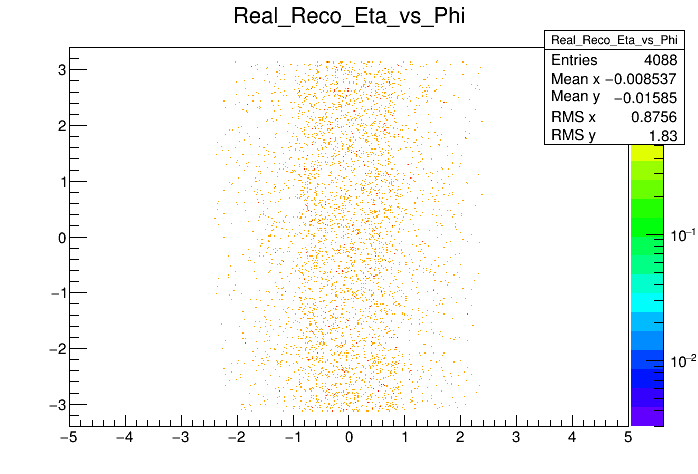 Real_Reco_Eta_vs_Phi
Real_Reco_Eta_vs_Phi
Entries 4088
Mean x −0.008537
Mean y −0.01585
RMS x 0.8756
RMS y 1.83
3
2
1
0
−1
−2
−3
−5 −4 −3 −2 −1 0 1 2 3 4 5
10−1
10−2